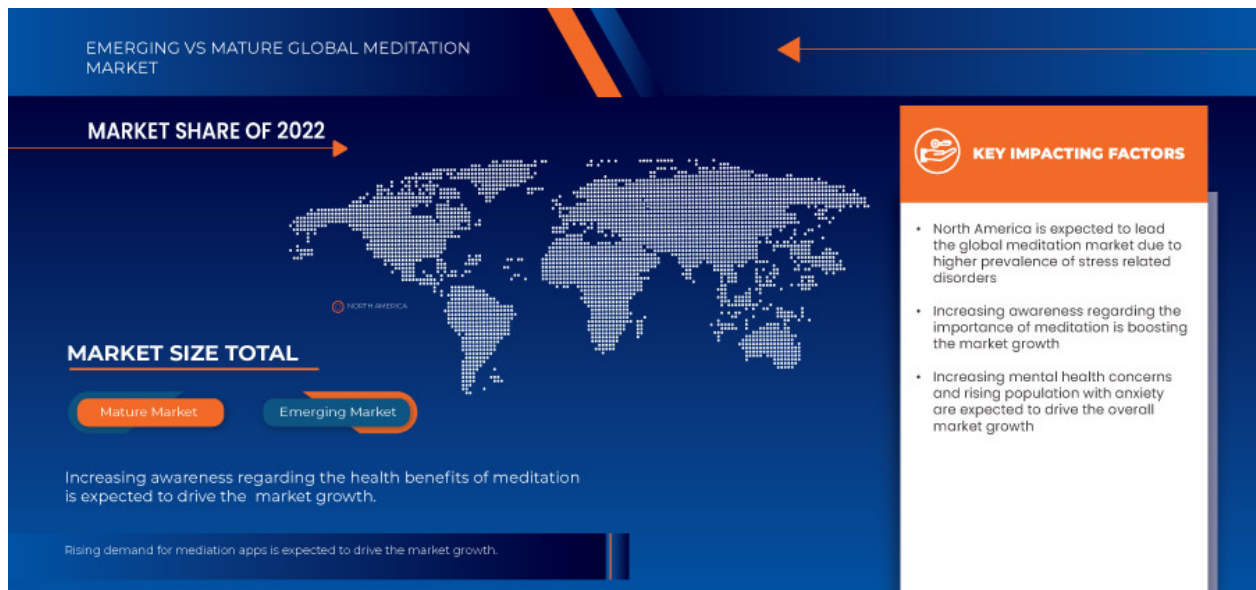 EMERGING VS MATURE GLOBAL MEDITATION
MARKET
MARKET SHARE OF 2022
NORTH AMERICA
MARKET SIZE TOTAL
Mature Market
Emerging Market
Increasing awareness regarding the health benefits of meditation
is expected to drive the market growth.
Rising demand for mediation apps is expected to drive the market growth.
KEY IMPACTING FACTORS
• North America is expected to lead
the global meditation market due to
higher prevalence of stress related
disorders
• Increasing awareness regarding the
importance of meditation is boosting
the market growth
• Increasing mental health concerns
and rising population with anxiety
are expected to drive the overall
market growth